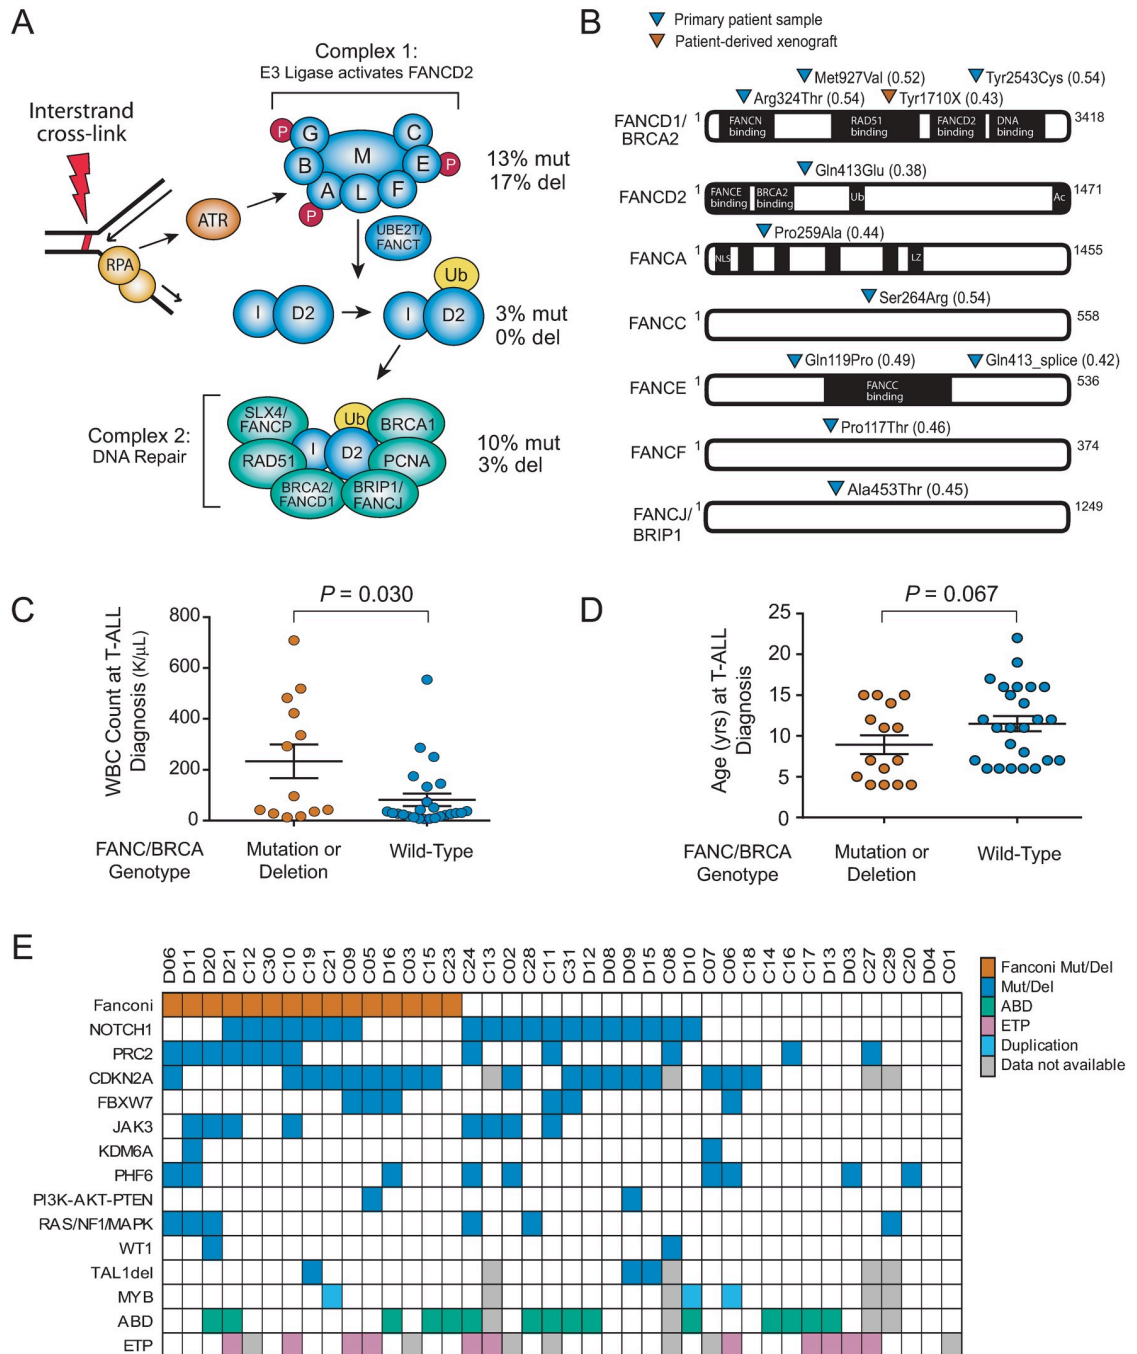 A
Complex 1:
E3 Ligase activates FANCD2
Interstrand
cross-link
P
G
C
B
M
E
P
A
L
F
P
13% mut
17% del
ATR
UBE2T/
FANCT
RPA
Ub
I
D2
I
D2
3% mut
0% del
Complex 2:
DNA Repair
SLX4/
FANCP
Ub
BRCA1
I
D2
RAD51
PCNA
BRCA2/
FANCD1
BRIP1/
FANCJ
10% mut
3% del
B
Primary patient sample
Patient-derived xenograft
Met927Val (0.52)
Tyr2543Cys (0.54)
Arg324Thr (0.54)
Tyr1710X (0.43)
FANCD1/
BRCA2
1
FANCN
binding
RAD51
binding
FANCD2
binding
DNA
binding
3418
Gln413Glu (0.38)
FANCD2
1
FANCE
binding
BRCA2
binding
Ub
Ac
1471
Pro259Ala (0.44)
FANCA
1
NLS
LZ
1455
Ser264Arg (0.54)
FANCC
1
558
Gln119Pro (0.49)
Gln413_splice (0.42)
FANCE
1
FANCC
binding
536
Pro117Thr (0.46)
FANCF
1
374
Ala453Thr (0.45)
FANCJ/
BRIP1
1
1249
C
P = 0.030
WBC Count at T-ALL
Diagnosis (K/µL)
800
600
400
200
0
FANC/BRCA
Genotype
Mutation or
Deletion
Wild-Type
D
P = 0.067
Age (yrs) at T-ALL
Diagnosis
25
20
15
10
5
0
FANC/BRCA
Genotype
Mutation or
Deletion
Wild-Type
E
D06 D11 D20 D21 C12 C30 C10 C19 C21 C09 C05 D16 C03 C15 C23 C24 C13 C02 C28 C11 C31 D12 D08 D09 D15 C08 D10 C07 C06 C18 C14 C16 C17 D13 D03 C27 C29 C20 D04 C01
Fanconi
NOTCH1
PRC2
CDKN2A
FBXW7
JAK3
KDM6A
PHF6
PI3K-AKT-PTEN
RAS/NF1/MAPK
WT1
TAL1del
MYB
ABD
ETP
Fanconi Mut/Del
Mut/Del
ABD
ETP
Duplication
Data not available